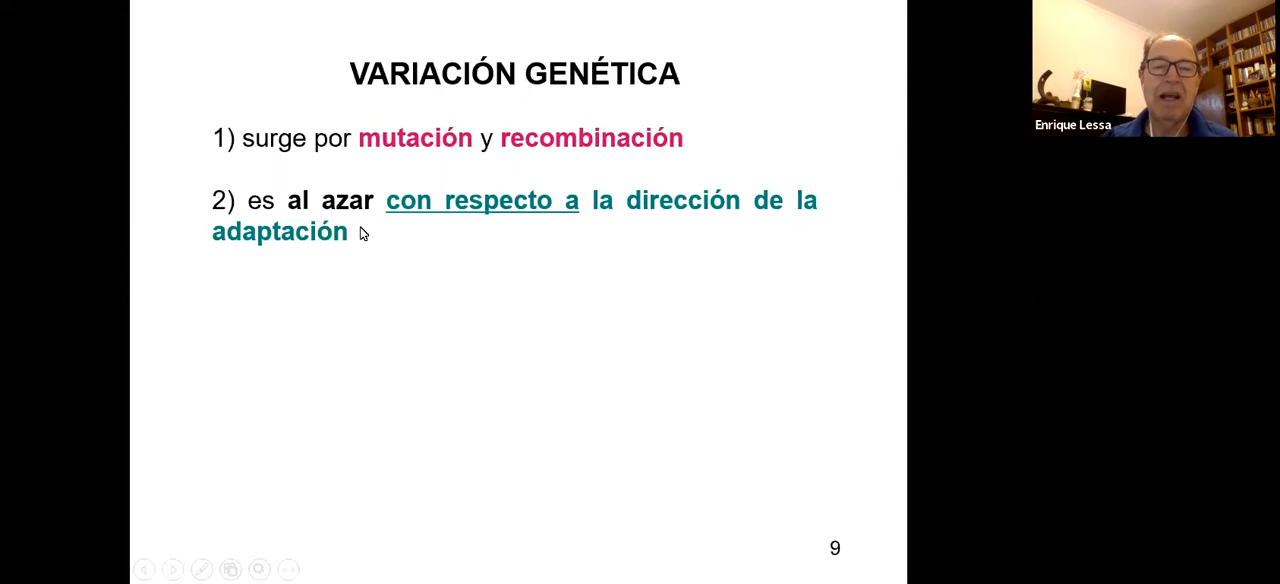 VARIACIÓN GENÉTICA
1) surge por mutación y recombinación
2) es al azar con respecto a la dirección de la
adaptación
9
Enrique Lessa